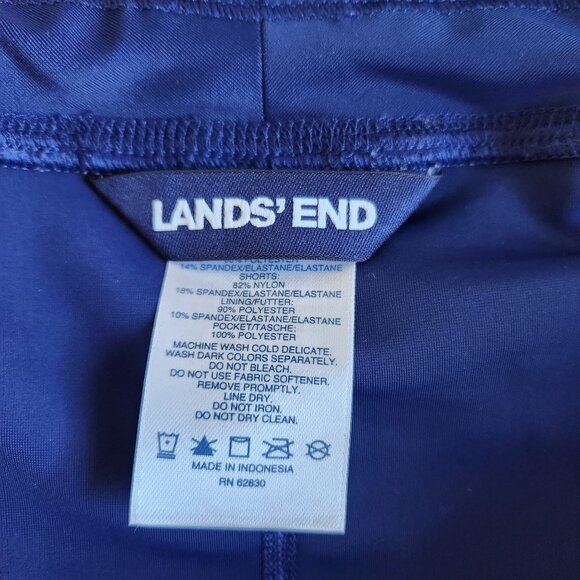 LANDS' END
POLYESTER
14% SPANDEX/ELASTANE/ELASTANE
SHORTS:
82% NYLON
18% SPANDEX/ELASTANE/ELASTANE
LINING/FUTTER:
90% POLYESTER
10% SPANDEX/ELASTANE/ELASTANE
POCKET/TASCHE:
100% POLYESTER
MACHINE WASH COLD DELICATE.
WASH DARK COLORS SEPARATELY.
DO NOT BLEACH.
DO NOT USE FABRIC SOFTENER.
REMOVE PROMPTLY.
LINE DRY.
DO NOT IRON.
DO NOT DRY CLEAN.
MADE IN INDONESIA
RN 62830